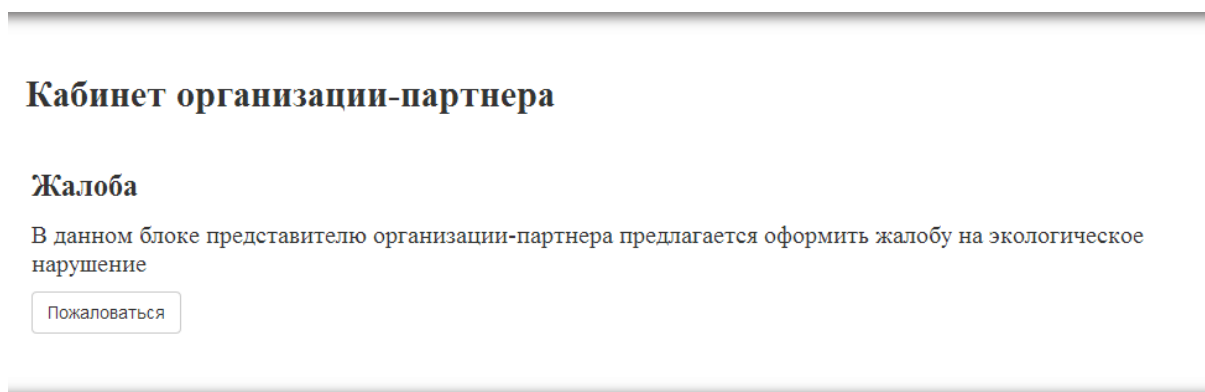 Кабинет организации-партнера
Жалоба
В данном блоке представителю организации-партнера предлагается оформить жалобу на экологическое
нарушение
Пожаловаться